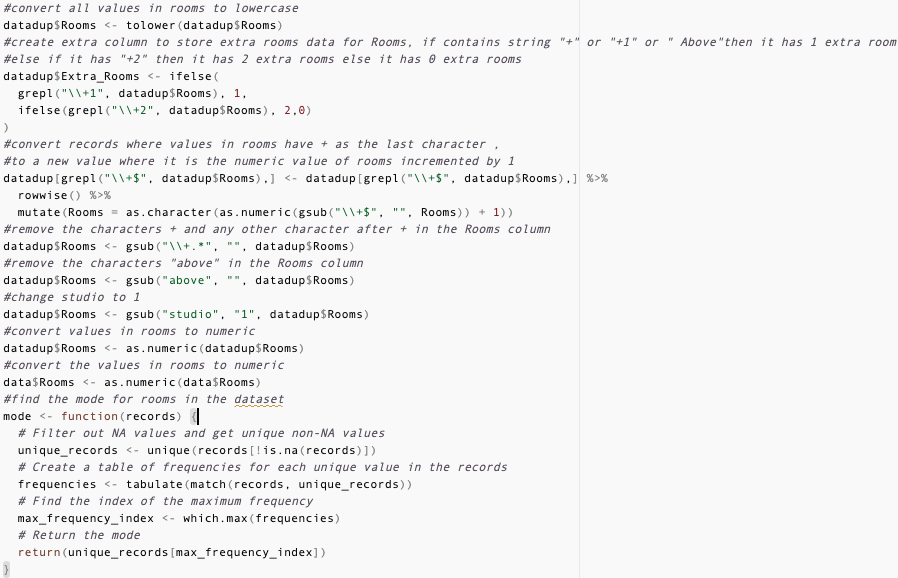 #convert all values in rooms to lowercase
datadup$Rooms <- tolower(datadup$Rooms)
#create extra column to store extra rooms data for Rooms, if contains string "+" or "+1" or " Above"then it has 1 extra room
#else if it has "+2" then it has 2 extra rooms else it has 0 extra rooms
datadup$Extra_Rooms <- ifelse(
  grepl("\\+1", datadup$Rooms), 1,
  ifelse(grepl("\\+2", datadup$Rooms), 2,0)
)
#convert records where values in rooms have + as the last character ,
#to a new value where it is the numeric value of rooms incremented by 1
datadup[grepl("\\+$", datadup$Rooms),] <- datadup[grepl("\\+$", datadup$Rooms),] %>%
  rowwise() %>%
  mutate(Rooms = as.character(as.numeric(gsub("\\+$", "", Rooms)) + 1))
#remove the characters + and any other character after + in the Rooms column
datadup$Rooms <- gsub("\\+.*", "", datadup$Rooms)
#remove the characters "above" in the Rooms column
datadup$Rooms <- gsub("above", "", datadup$Rooms)
#change studio to 1
datadup$Rooms <- gsub("studio", "1", datadup$Rooms)
#convert values in rooms to numeric
datadup$Rooms <- as.numeric(datadup$Rooms)
#convert the values in rooms to numeric
data$Rooms <- as.numeric(data$Rooms)
#find the mode for rooms in the dataset
mode <- function(records) {
  # Filter out NA values and get unique non-NA values
  unique_records <- unique(records[!is.na(records)])
  # Create a table of frequencies for each unique value in the records
  frequencies <- tabulate(match(records, unique_records))
  # Find the index of the maximum frequency
  max_frequency_index <- which.max(frequencies)
  # Return the mode
  return(unique_records[max_frequency_index])
}